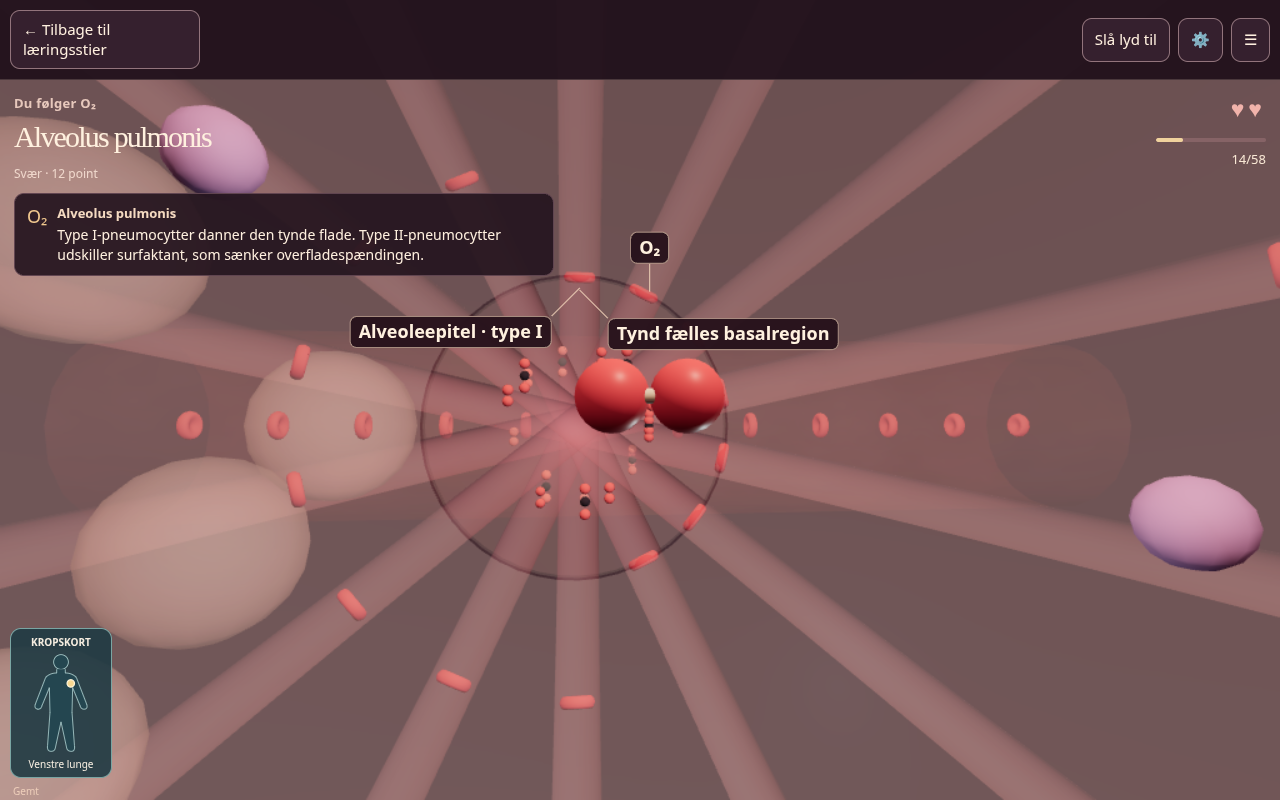 ← Tilbage til
læringsstier
Slå lyd til
Du følger O₂
Alveolus pulmonis
Svær · 12 point
14/58
O₂
Alveolus pulmonis
Type I-pneumocytter danner den tynde flade. Type II-pneumocytter
udskiller surfaktant, som sænker overfladespændingen.
O₂
Alveoleepitel · type I
Tynd fælles basalregion
KROPSKORT
Venstre lunge
Gemt